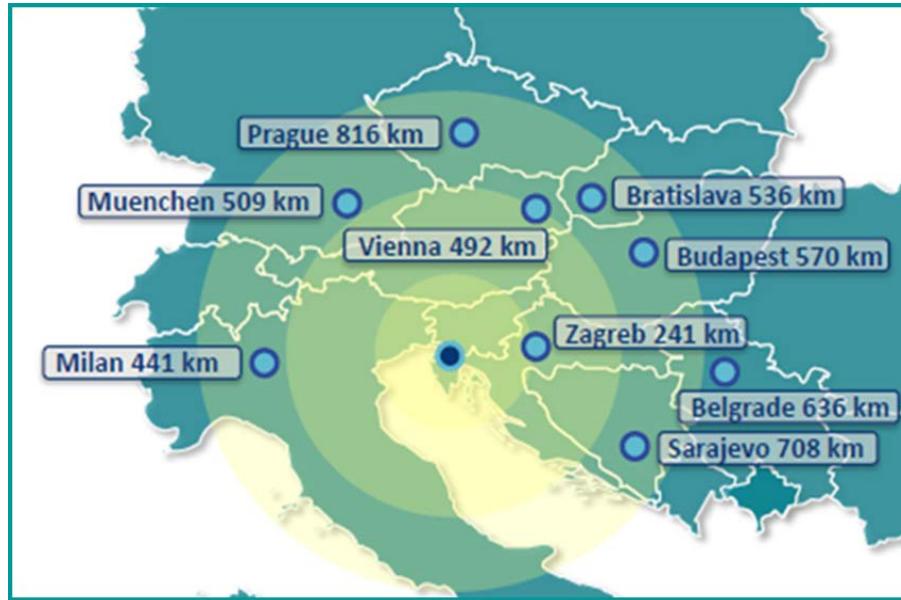 Prague 816 km
Muenchen 509 km
Bratislava 536 km
Vienna 492 km
Budapest 570 km
Zagreb 241 km
Milan 441 km
Belgrade 636 km
Sarajevo 708 km